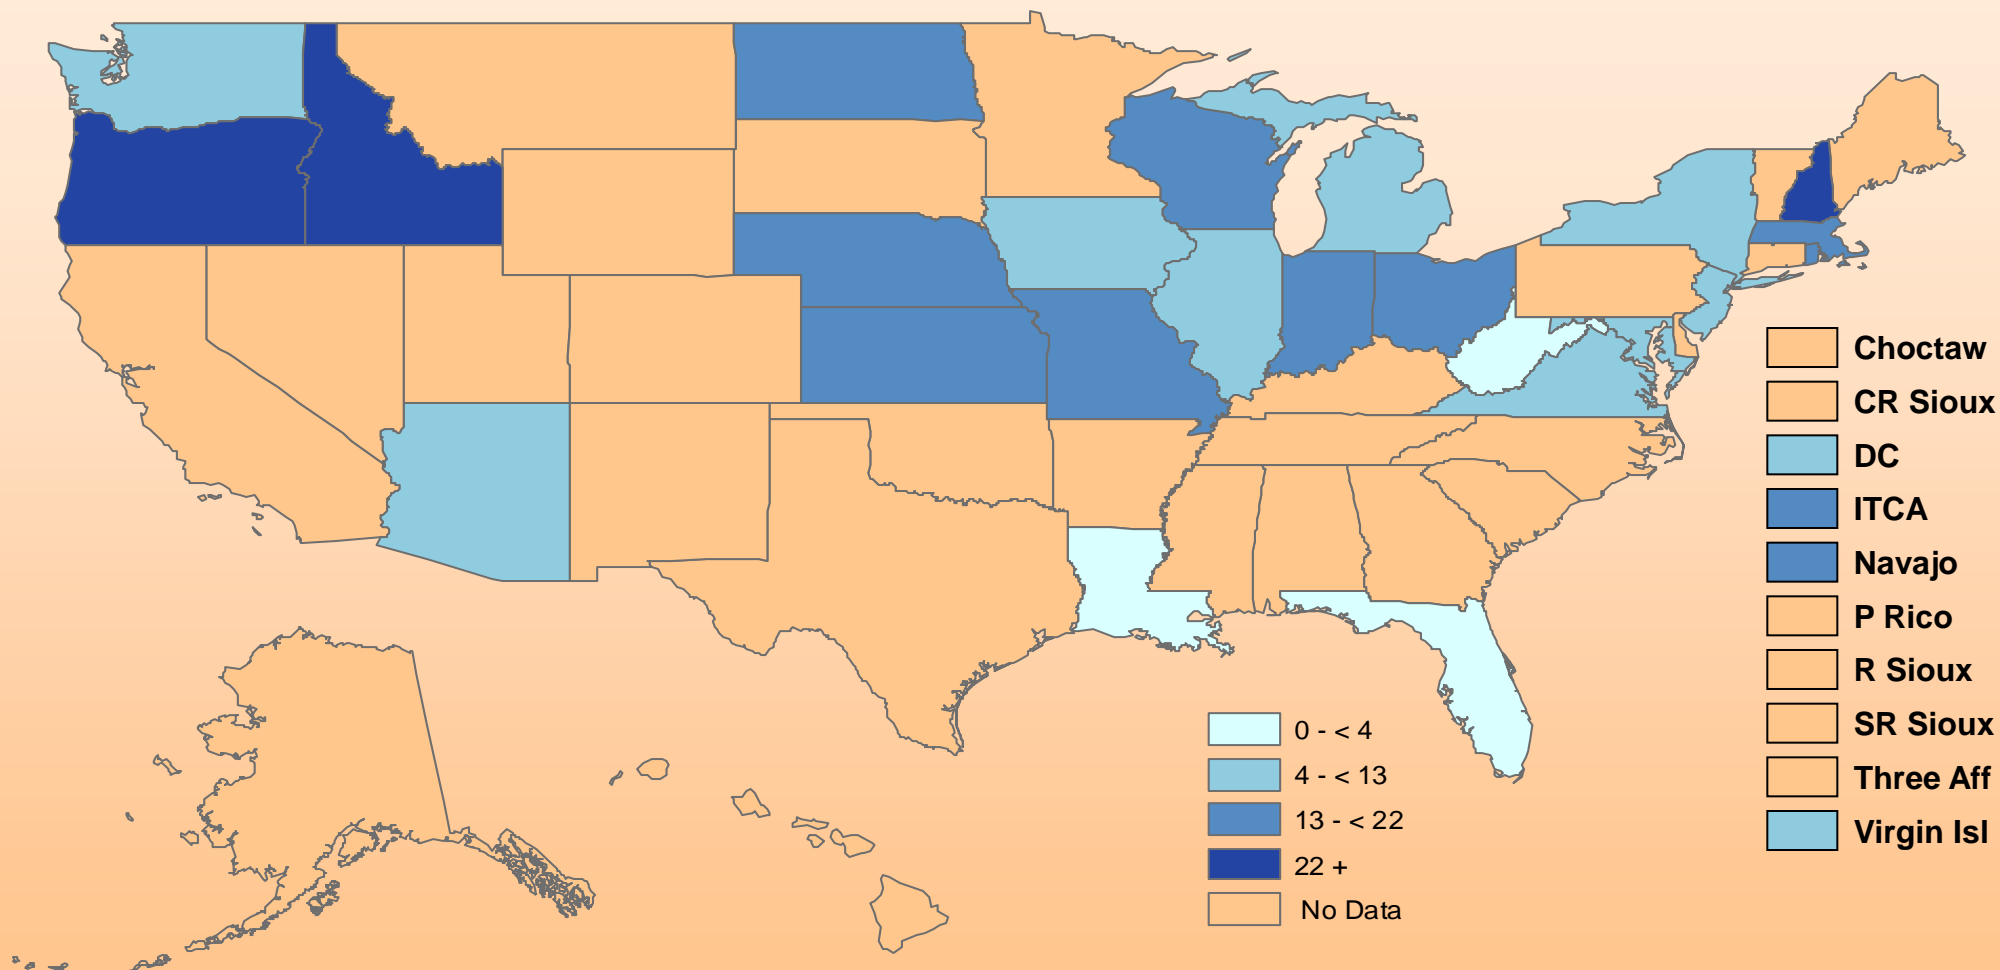 Choctaw
CR Sioux
DC
ITCA
Navajo
P Rico
R Sioux
SR Sioux
Three Aff
Virgin Isl
0 - < 4
4 - < 13
13 - < 22
22 +
No Data